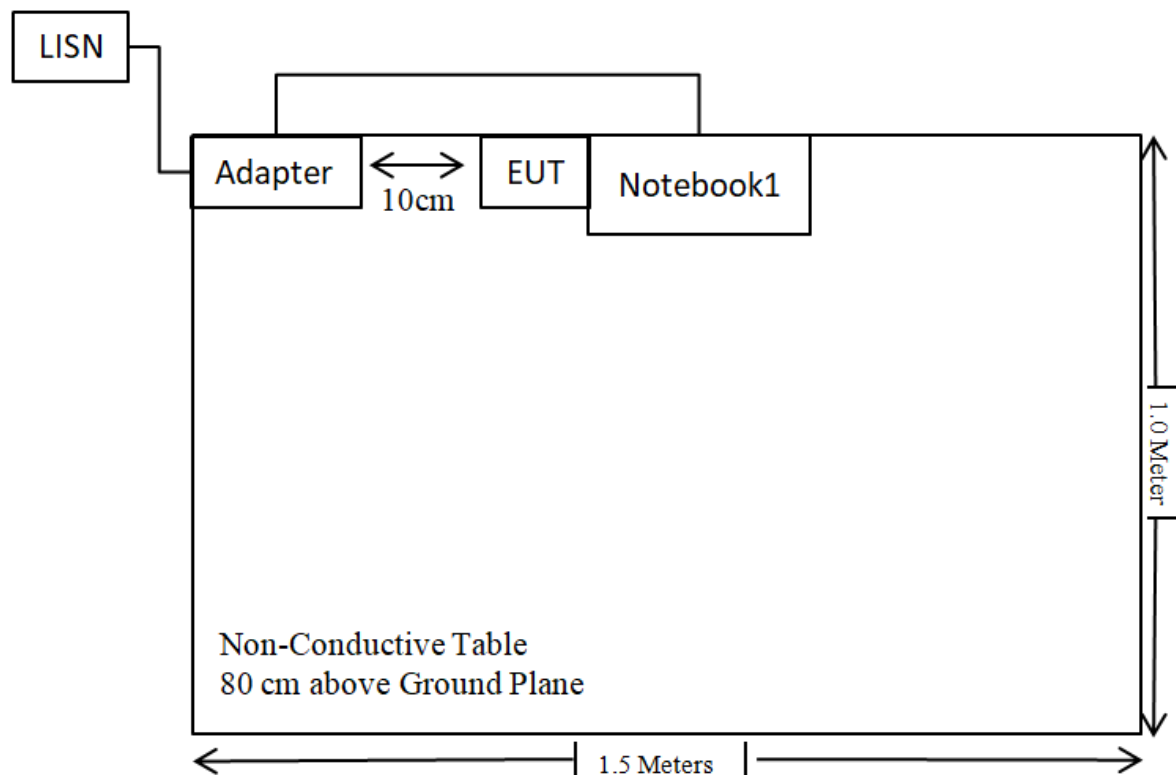 LISN
Adapter
10cm
EUT
Notebook1
1.0 Meter
Non-Conductive Table
80 cm above Ground Plane
1.5 Meters